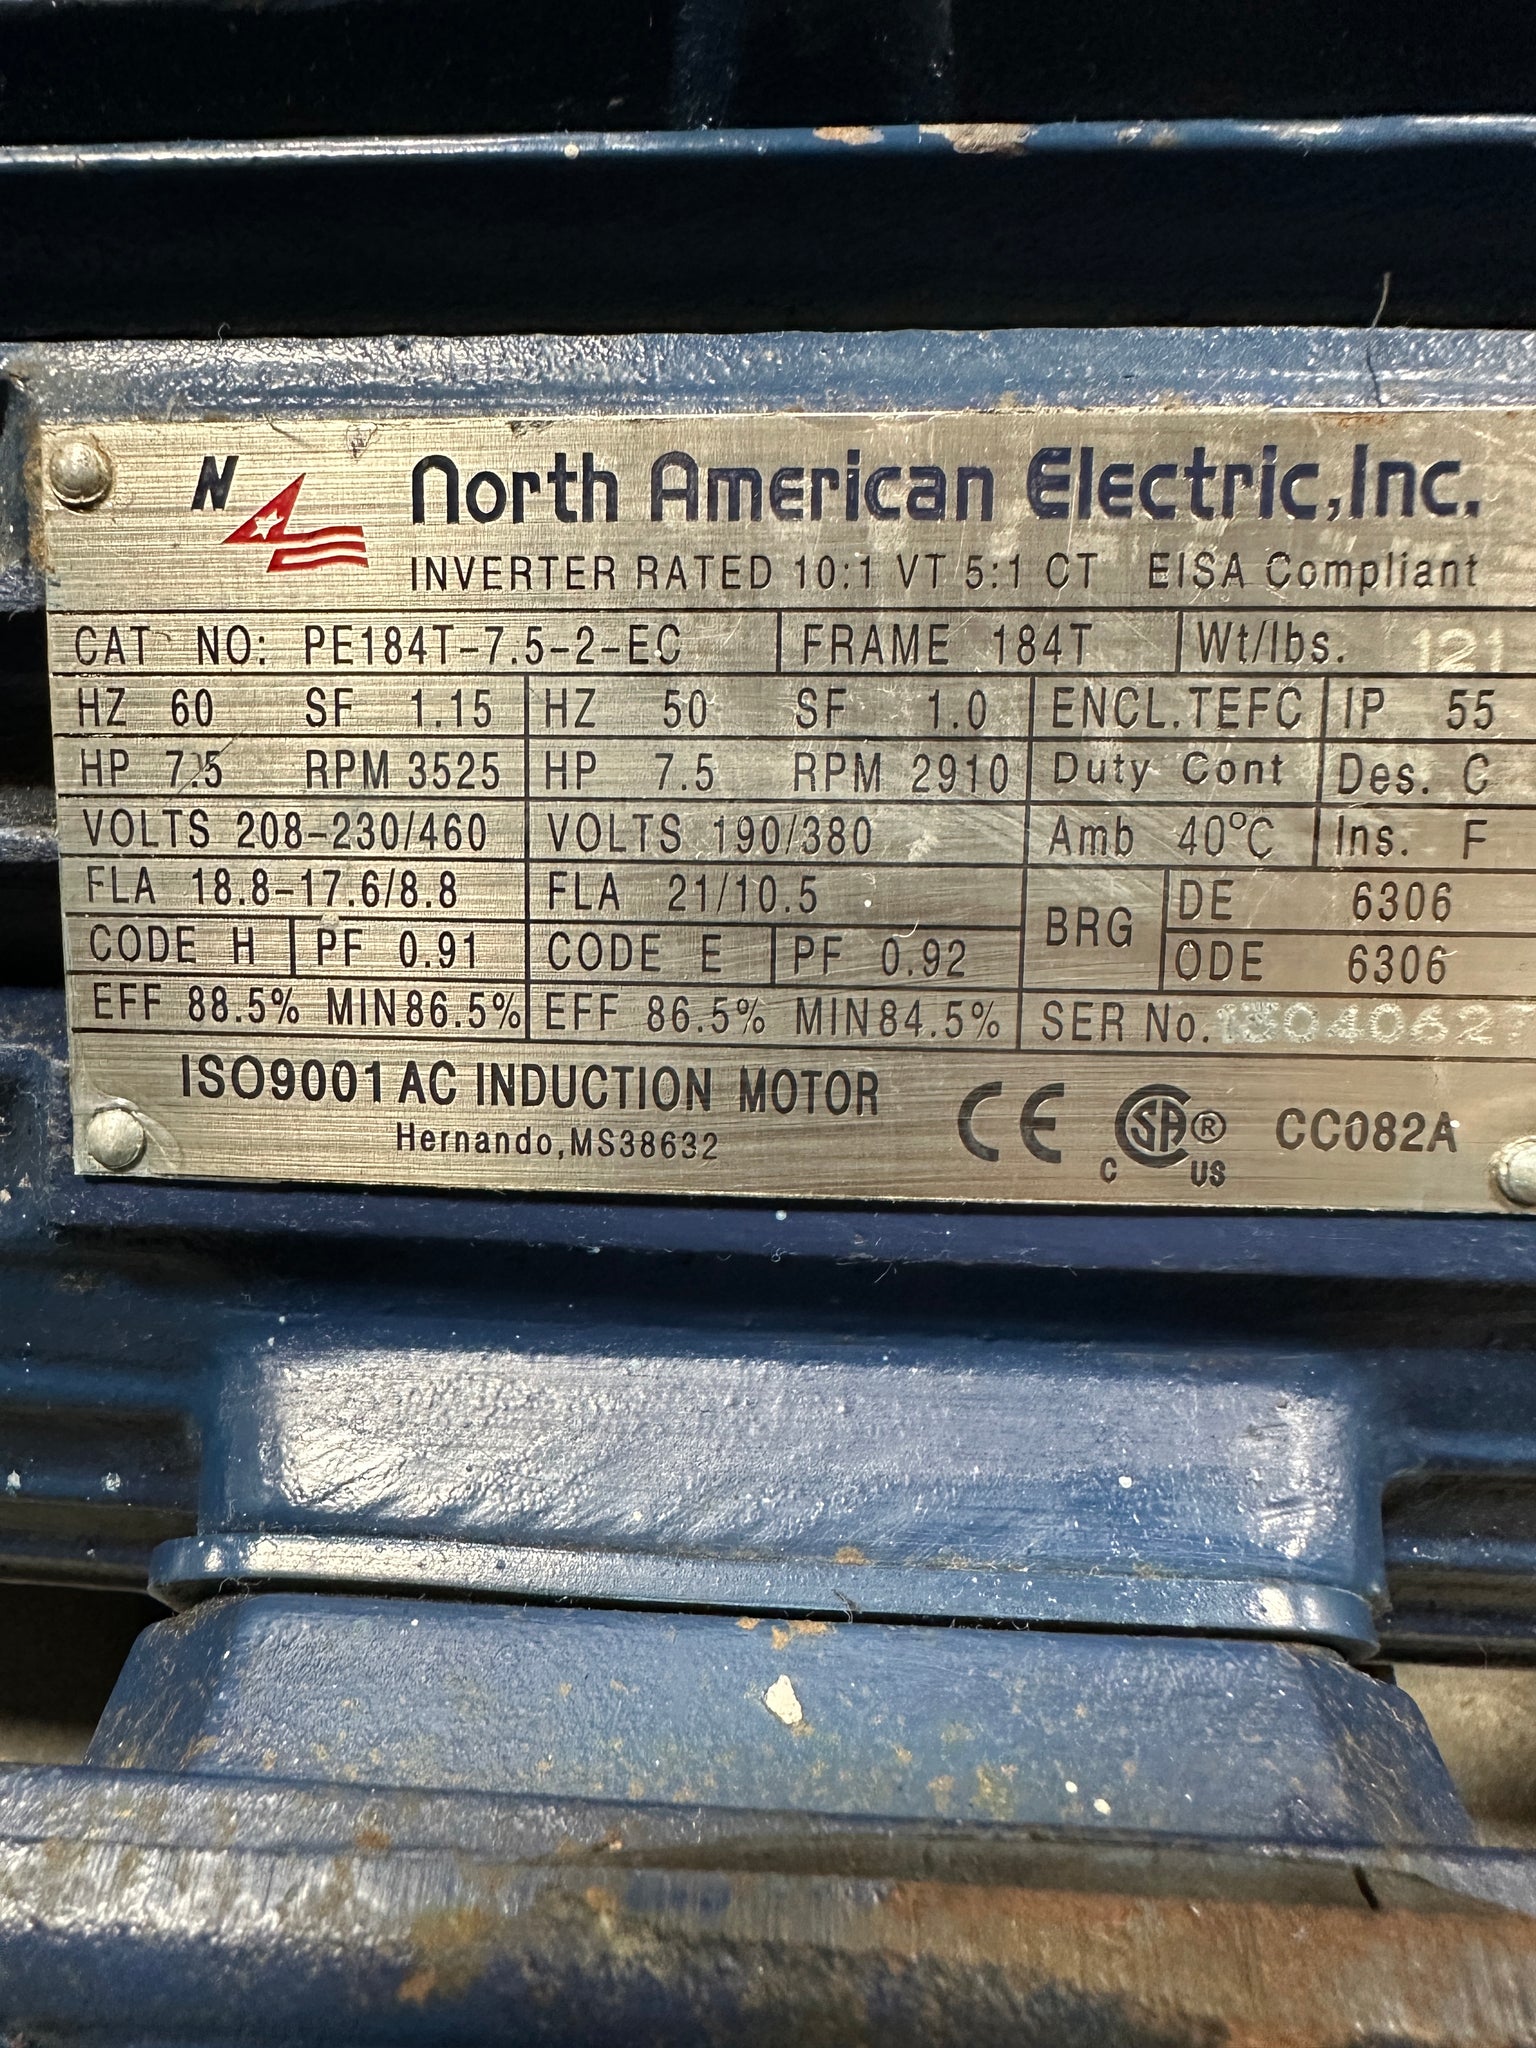 N
North American Electric, Inc.
INVERTER RATED 10:1 VT 5:1 CT EISA Compliant
CAT NO: PE184T-7.5-2-EC FRAME 184T Wt/lbs. 121
HZ 60 SF 1.15 HZ 50 SF 1.0 ENCL. TEFC IP 55
HP 7.5 RPM 3525 HP 7.5 RPM 2910 Duty Cont Des. C
VOLTS 208-230/460 VOLTS 190/380 Amb 40°C Ins. F
FLA 18.8-17.6/8.8 FLA 21/10.5 BRG DE 6306
CODE H PF 0.91 CODE E PF 0.92 ODE 6306
EFF 88.5% MIN 86.5% EFF 86.5% MIN 84.5% SER No.
ISO9001 AC INDUCTION MOTOR
Hernando, MS38632
CE C SA® C US CC082A